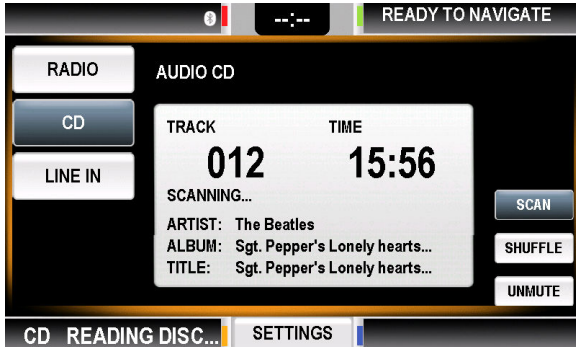 --:--
READY TO NAVIGATE
RADIO
CD
LINE IN
AUDIO CD
TRACK TIME
012 15:56
SCANNING...
ARTIST: The Beatles
ALBUM: Sgt. Pepper's Lonely hearts...
TITLE: Sgt. Pepper's Lonely hearts...
SCAN
SHUFFLE
UNMUTE
CD READING DISC...
SETTINGS